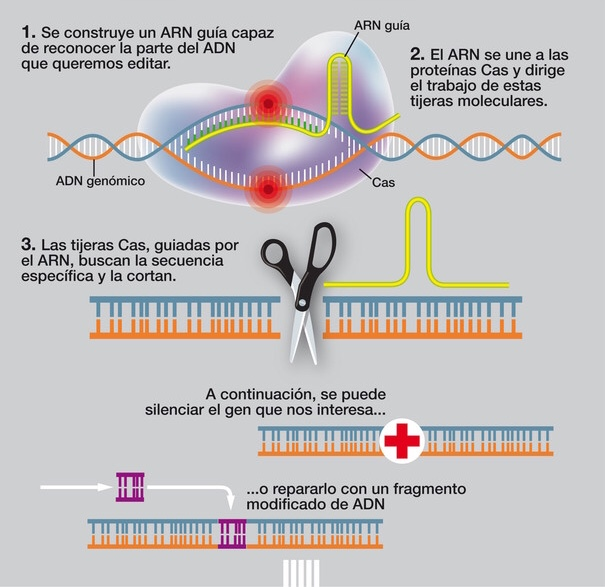 1. Se construye un ARN guía capaz
de reconocer la parte del ADN
que queremos editar.
ARN guía
2. El ARN se une a las
proteínas Cas y dirige
el trabajo de estas
tijeras moleculares.
ADN genómico
Cas
3. Las tijeras Cas, guiadas por
el ARN, buscan la secuencia
específica y la cortan.
A continuación, se puede
silenciar el gen que nos interesa...
...o repararlo con un fragmento
modificado de ADN